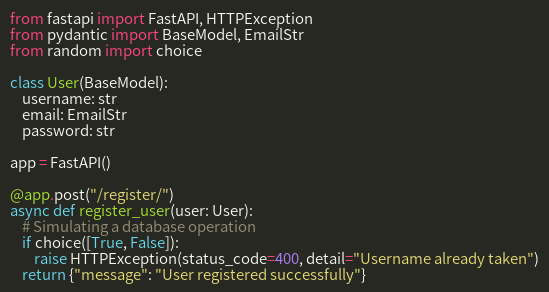 from fastapi import FastAPI, HTTPException
from pydantic import BaseModel, EmailStr
from random import choice

class User(BaseModel):
    username: str
    email: EmailStr
    password: str

app = FastAPI()

@app.post("/register/")
async def register_user(user: User):
    # Simulating a database operation
    if choice([True, False]):
        raise HTTPException(status_code=400, detail="Username already taken")
    return {"message": "User registered successfully"}